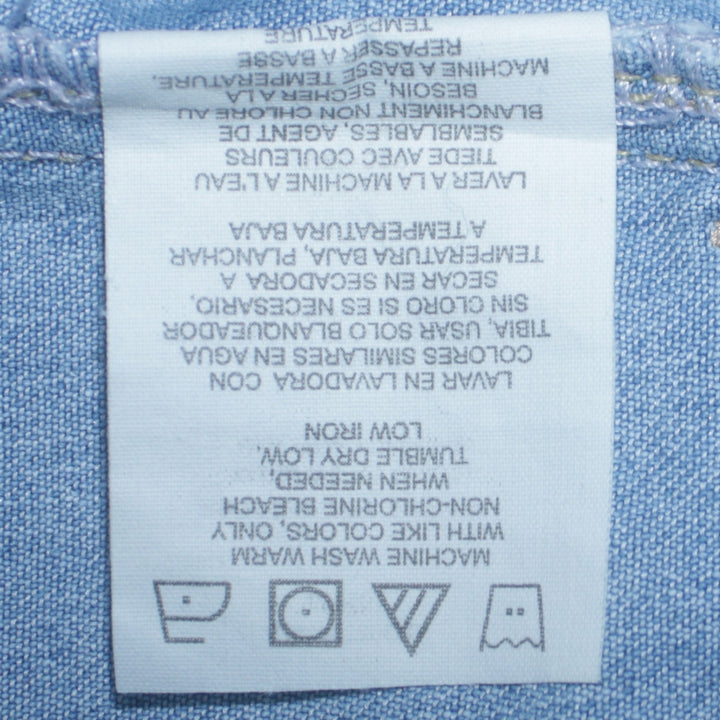 MACHINE WASH WARM
WITH LIKE COLORS, ONLY
NON-CHLORINE BLEACH
WHEN NEEDED,
TUMBLE DRY LOW,
LOW IRON
LAVAR EN LAVADORA CON
COLORES SIMILARES EN AGUA
TIBIA, USAR SOLO BLANQUEADOR
SIN CLORO SI ES NECESARIO,
SECAR EN SECADORA A
TEMPERATURA BAJA, PLANCHAR
A TEMPERATURA BAJA
LAVER A LA MACHINE A L'EAU
TIEDE AVEC COULEURS
SEMBLABLES, AGENT DE
BLANCHIMENT NON CHLORE AU
BESOIN, SECHER A LA
MACHINE A BASSE TEMPERATURE,
REPASSER A BASSE
TEMPERATURE